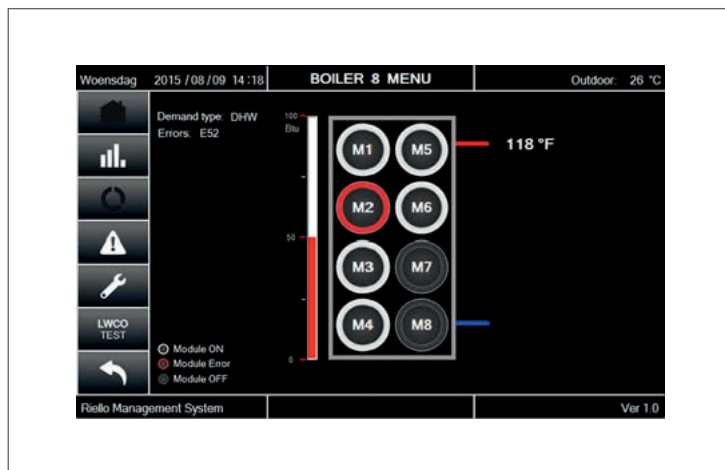 Woensdag 2015 / 08 / 09 14:18 BOILER 8 MENU Outdoor: 26 °C
Demand type: DHW
Errors: E52
100
Btu
50
0
M1 M5
M2 M6
M3 M7
M4 M8
118 °F
LWCO
TEST
Module ON
Module Error
Module OFF
Riello Management System Ver 1.0